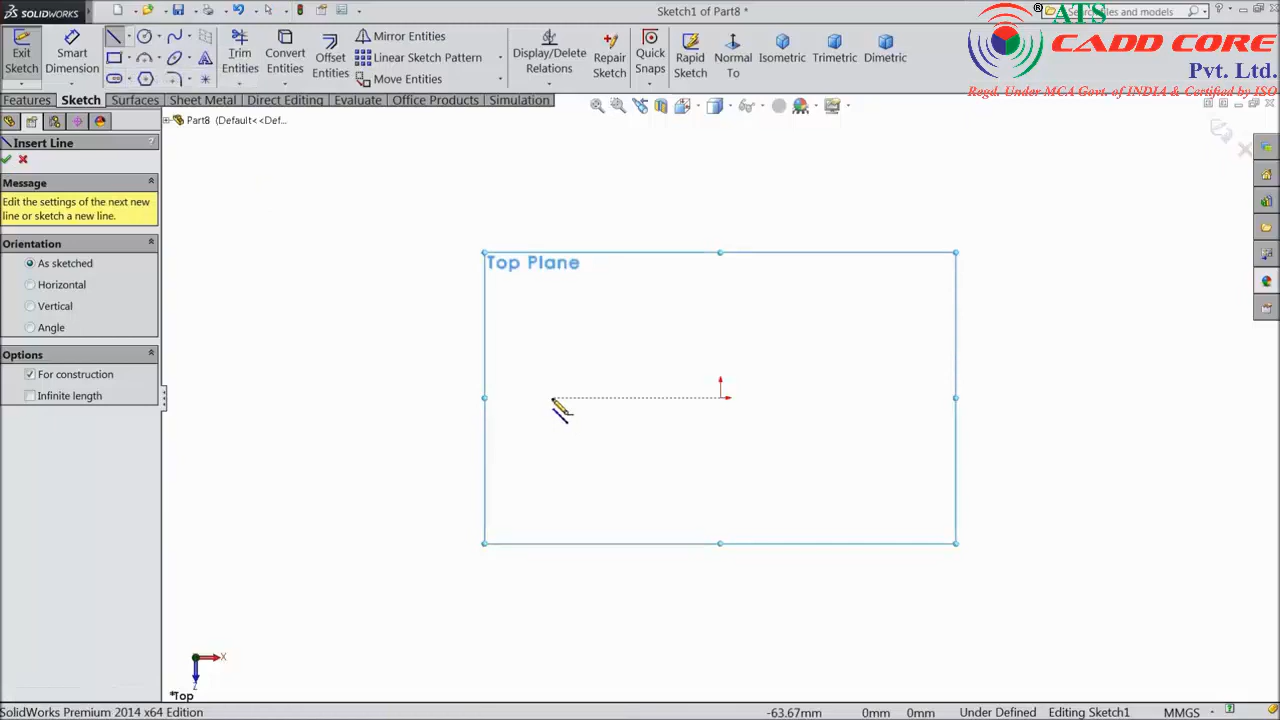 SOLIDWORKS
Sketch1 of Part8 *
Search files and models
®
ATS
CADD CORE
Pvt. Ltd.
Regd. Under MCA Govt. of INDIA & Certified by ISO
Exit Sketch
Smart Dimension
Trim Entities
Convert Entities
Offset Entities
Mirror Entities
Linear Sketch Pattern
Move Entities
Display/Delete Relations
Repair Sketch
Quick Snaps
Rapid Sketch
Normal To
Isometric
Trimetric
Dimetric
Features
Sketch
Surfaces
Sheet Metal
Direct Editing
Evaluate
Office Products
Simulation
Part8 (Default<<Def...
Insert Line
?
Message
Edit the settings of the next new
line or sketch a new line.
Orientation
As sketched
Horizontal
Vertical
Angle
Options
For construction
Infinite length
Top Plane
X
Z
*Top
SolidWorks Premium 2014 x64 Edition
-63.67mm
0mm
0mm
Under Defined
Editing Sketch1
MMGS